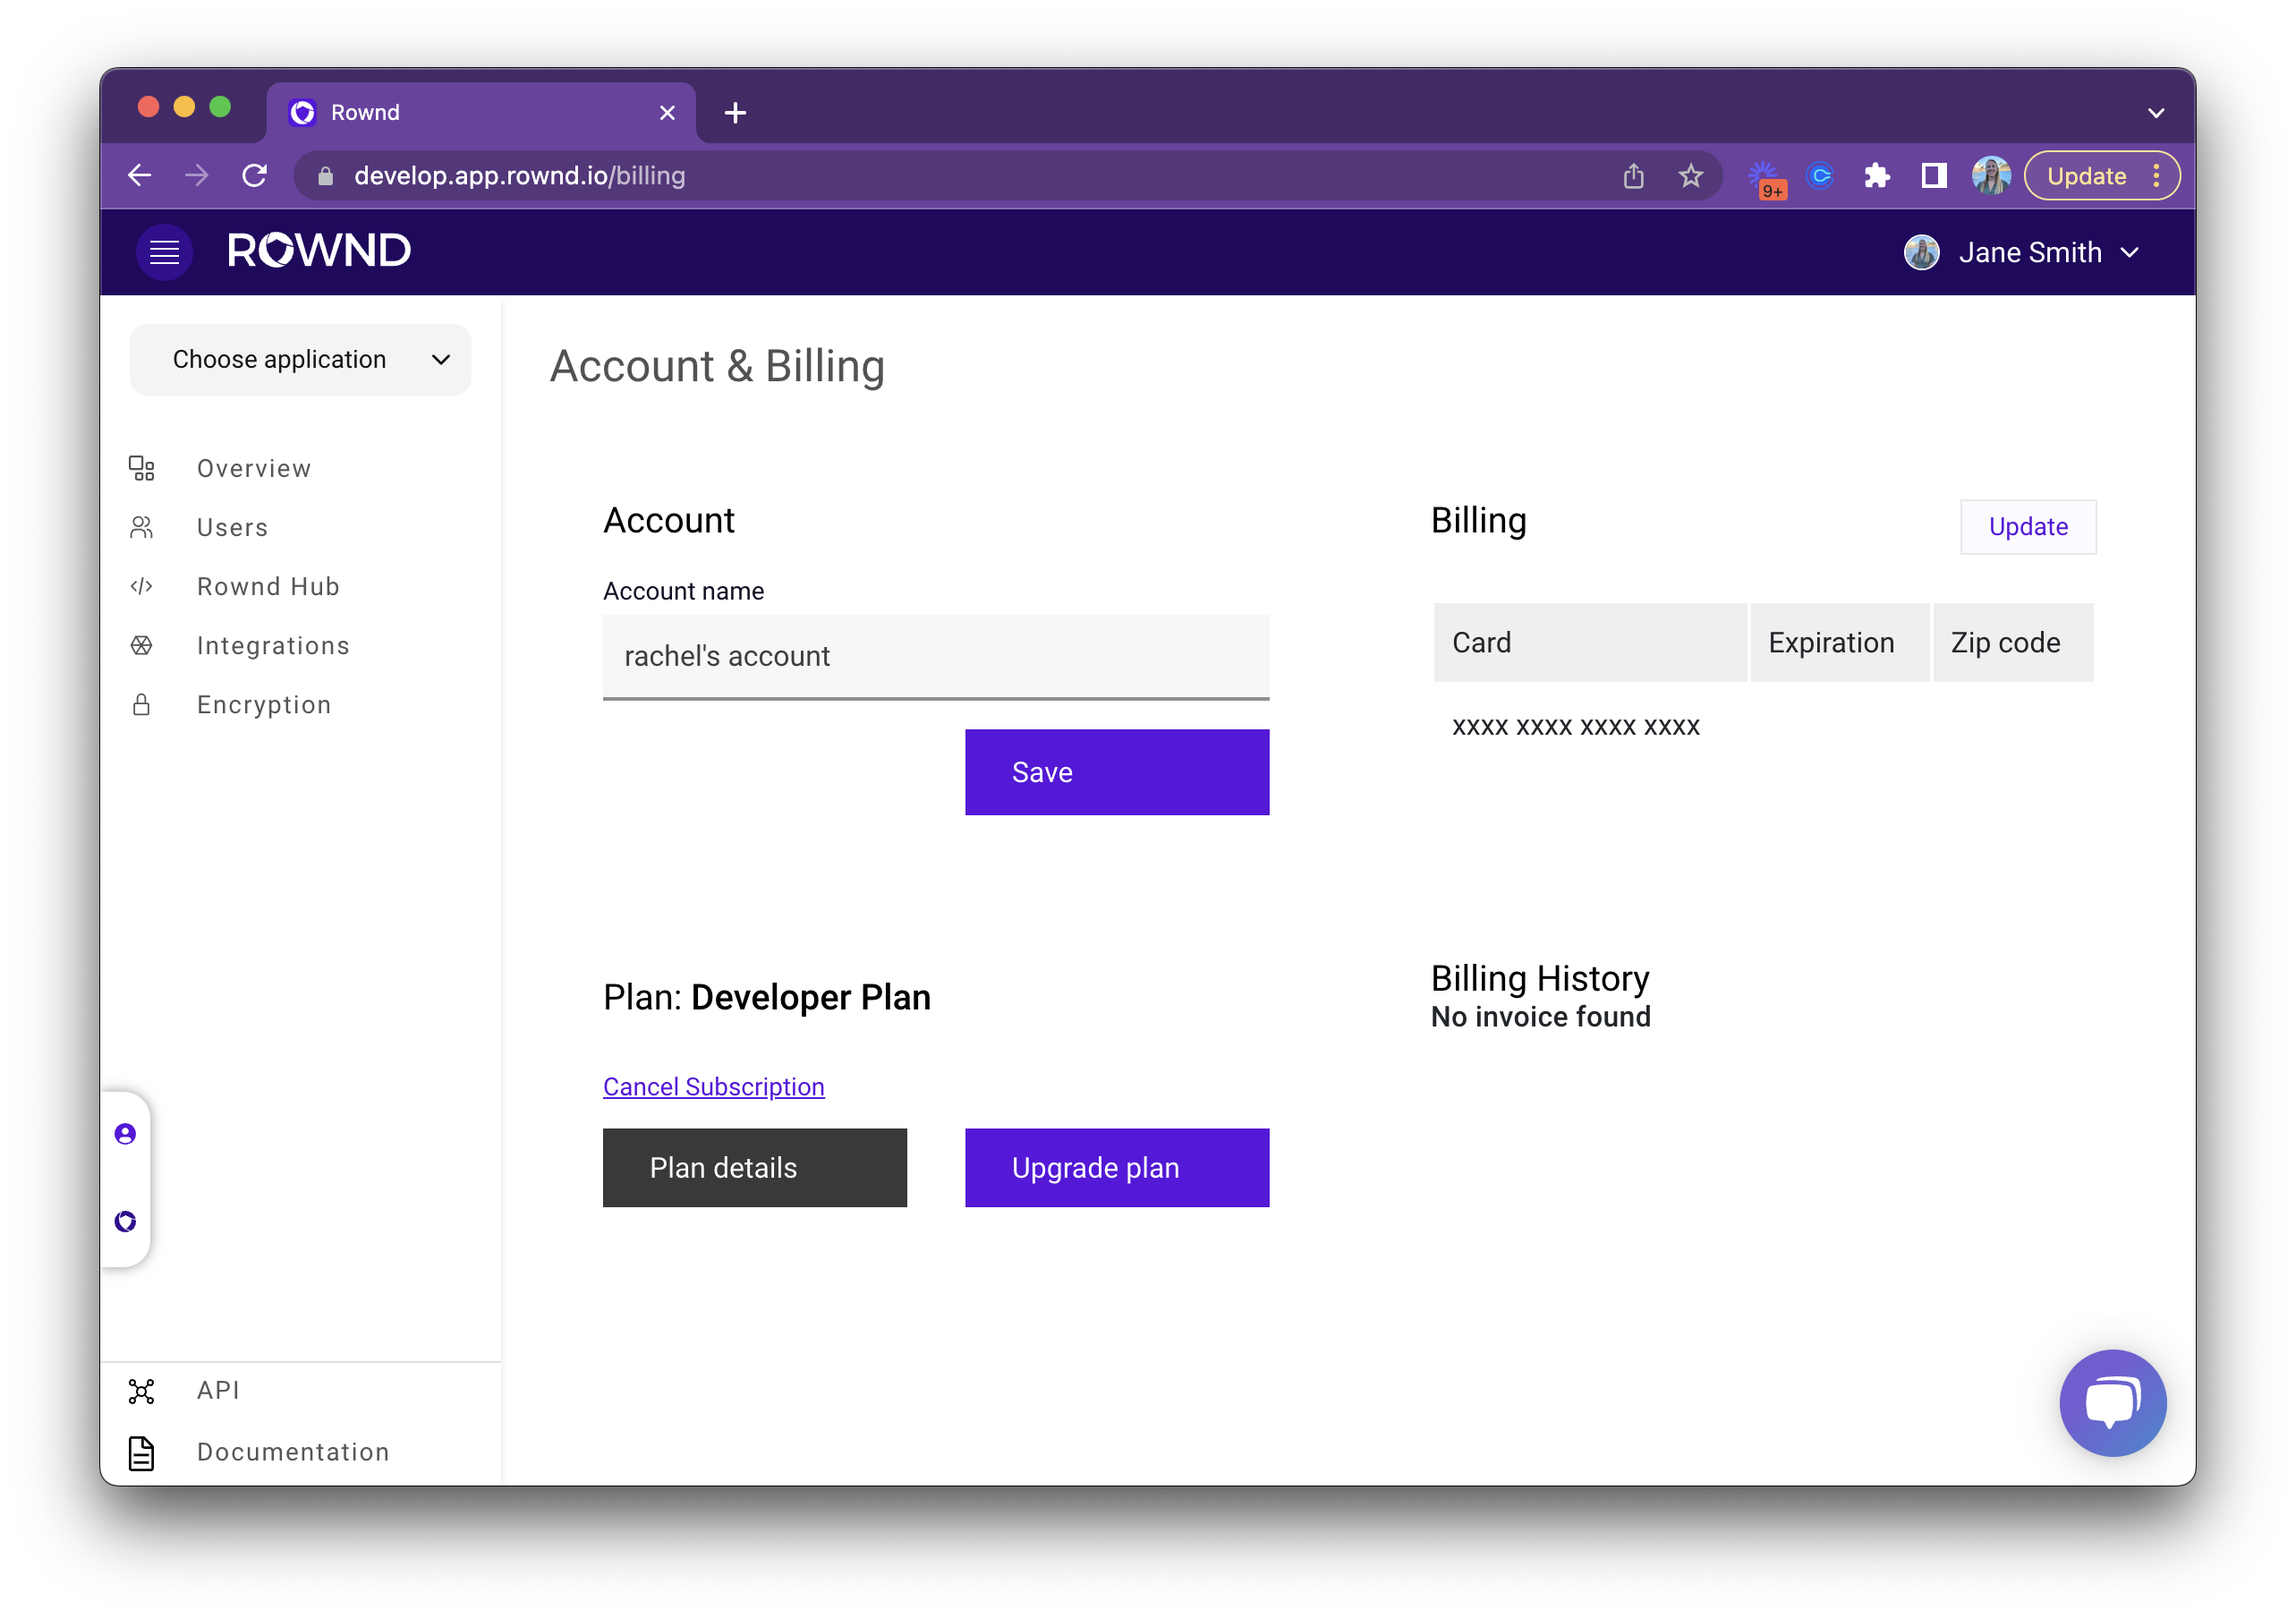 Rownd
develop.app.rownd.io/billing
9+
Update
ROWND
Jane Smith
Choose application
Overview
Users
Rownd Hub
Integrations
Encryption
API
Documentation
Account & Billing
Account
Account name
rachel's account
Save
Plan: Developer Plan
Cancel Subscription
Plan details
Upgrade plan
Billing
Update
Card Expiration Zip code
xxxx xxxx xxxx xxxx
Billing History
No invoice found